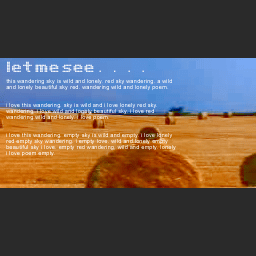 let me see. . . .
this wandering sky is wild and lonely. red sky wandering. a wild
and lonely beautiful sky red. wandering wild and lonely poem.
i love this wandering. sky is wild and i love lonely red sky.
wandering. i love wild and lonely beautiful sky. i love red.
wandering wild and lonely. i love poem.
i love this wandering. empty sky is wild and empty. i love lonely
red empty sky wandering. i empty love. wild and lonely empty
beautiful sky i love. empty red wandering. wild and empty. lonely
i love poem empty.